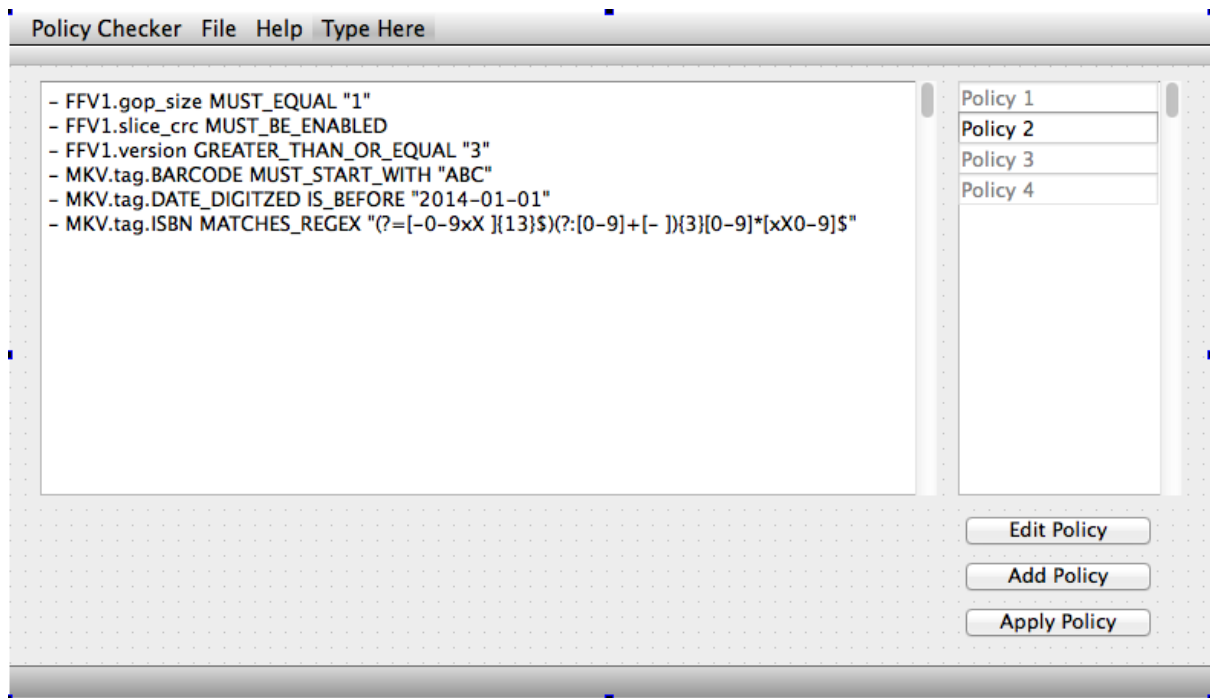 Policy Checker File Help Type Here
– FFV1.gop_size MUST_EQUAL "1"
– FFV1.slice_crc MUST_BE_ENABLED
– FFV1.version GREATER_THAN_OR_EQUAL "3"
– MKV.tag.BARCODE MUST_START_WITH "ABC"
– MKV.tag.DATE_DIGITZED IS_BEFORE "2014-01-01"
– MKV.tag.ISBN MATCHES_REGEX "(?=[-0-9xX ]{13}$)(?:[0-9]+[- ]){3}[0-9]*[xX0-9]$"
Policy 1
Policy 2
Policy 3
Policy 4
Edit Policy
Add Policy
Apply Policy